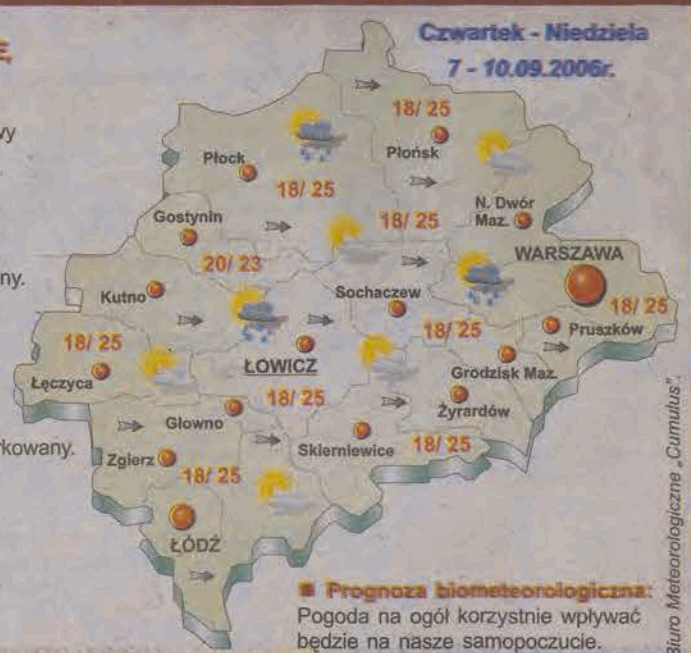 Czwartek - Niedziela
7 - 10.09.2006r.
18/ 25
Płock
Płońsk
18/ 25
N. Dwór
Maz.
Gostynin
18/ 25
WARSZAWA
20/ 23
Kutno
Sochaczew
18/ 25
Pruszków
18/ 25
18/ 25
Łęczyca
ŁOWICZ
Grodzisk Maz.
18/ 25
Żyrardów
Głowno
Skierniewice
18/ 25
Zgierz
18/ 25
ŁÓDŹ
ny.
rkowany.
■ Prognoza biometeorologiczna:
Pogoda na ogół korzystnie wpływać
będzie na nasze samopoczucie.
Biuro Meteorologiczne „Cumulus”.